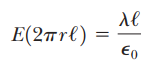 E(2πrℓ) = λℓ / ϵ₀